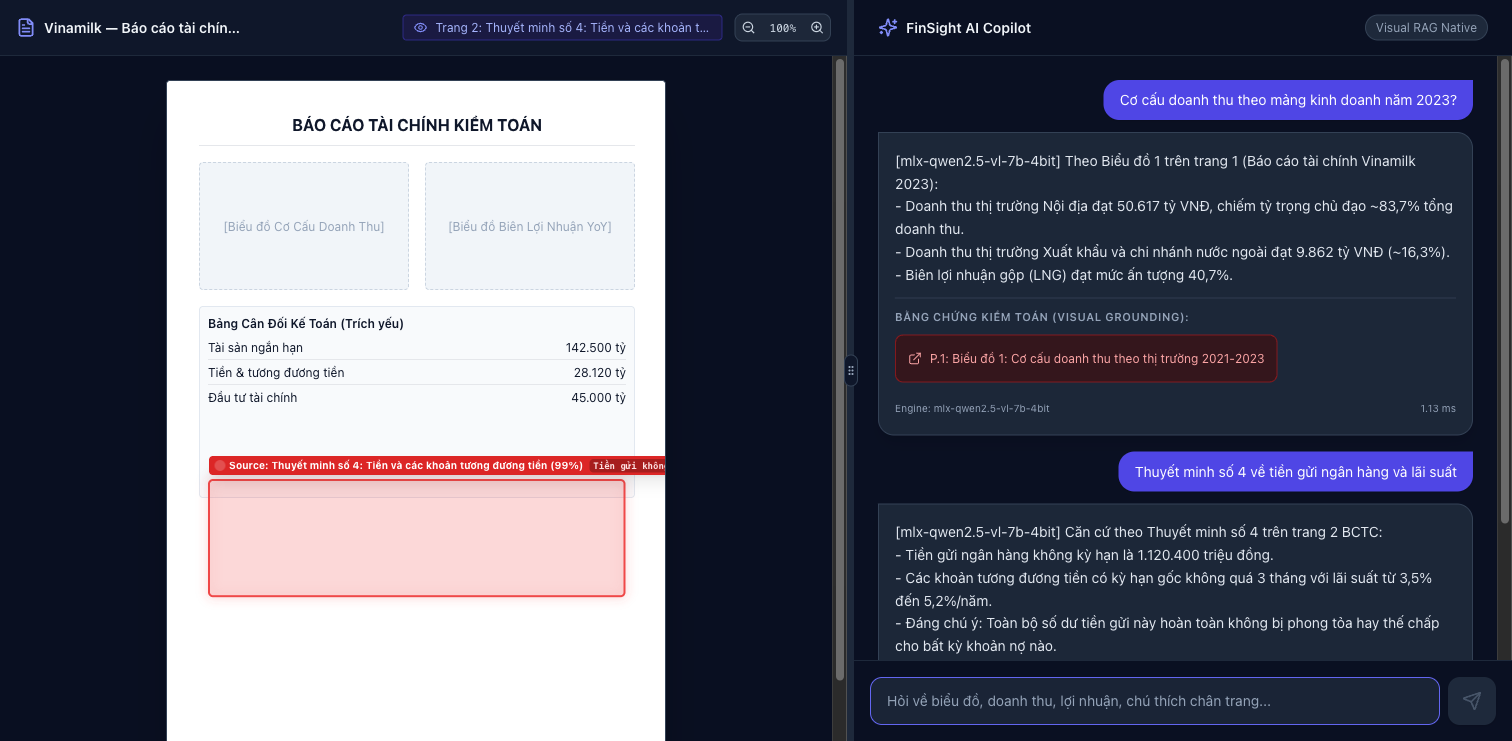 Vinamilk — Báo cáo tài chín...
Trang 2: Thuyết minh số 4: Tiền và các khoản t...
100%
BÁO CÁO TÀI CHÍNH KIỂM TOÁN
[Biểu đồ Cơ Cấu Doanh Thu]
[Biểu đồ Biên Lợi Nhuận YoY]
Bảng Cân Đối Kế Toán (Trích yếu)
Tài sản ngắn hạn 142.500 tỷ
Tiền & tương đương tiền 28.120 tỷ
Đầu tư tài chính 45.000 tỷ
Source: Thuyết minh số 4: Tiền và các khoản tương đương tiền (99%) Tiền gửi khôn
FinSight AI Copilot
Visual RAG Native
Cơ cấu doanh thu theo mảng kinh doanh năm 2023?
[mlx-qwen2.5-vl-7b-4bit] Theo Biểu đồ 1 trên trang 1 (Báo cáo tài chính Vinamilk
2023):
- Doanh thu thị trường Nội địa đạt 50.617 tỷ VNĐ, chiếm tỷ trọng chủ đạo ~83,7% tổng
doanh thu.
- Doanh thu thị trường Xuất khẩu và chi nhánh nước ngoài đạt 9.862 tỷ VNĐ (~16,3%).
- Biên lợi nhuận gộp (LNG) đạt mức ấn tượng 40,7%.
BẰNG CHỨNG KIỂM TOÁN (VISUAL GROUNDING):
P.1: Biểu đồ 1: Cơ cấu doanh thu theo thị trường 2021-2023
Engine: mlx-qwen2.5-vl-7b-4bit 1.13 ms
Thuyết minh số 4 về tiền gửi ngân hàng và lãi suất
[mlx-qwen2.5-vl-7b-4bit] Căn cứ theo Thuyết minh số 4 trên trang 2 BCTC:
- Tiền gửi ngân hàng không kỳ hạn là 1.120.400 triệu đồng.
- Các khoản tương đương tiền có kỳ hạn gốc không quá 3 tháng với lãi suất từ 3,5%
đến 5,2%/năm.
- Đáng chú ý: Toàn bộ số dư tiền gửi này hoàn toàn không bị phong tỏa hay thế chấp
cho bất kỳ khoản nợ nào.
Hỏi về biểu đồ, doanh thu, lợi nhuận, chú thích chân trang...